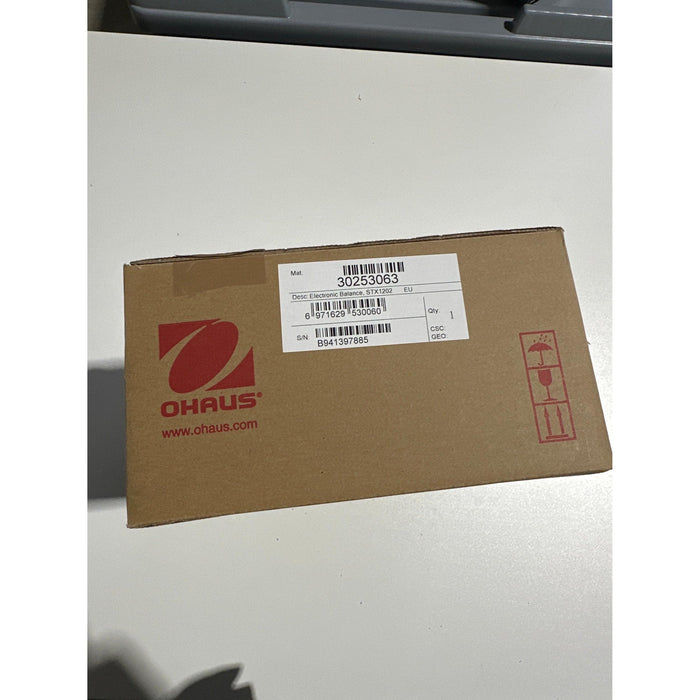 Mat:
30253063
Desc: Electronic Balance, STX1202 EU
6 971629 530060
Qty: 1
S/N: B941397885
CSC:
GEO:
OHAUS®
www.ohaus.com